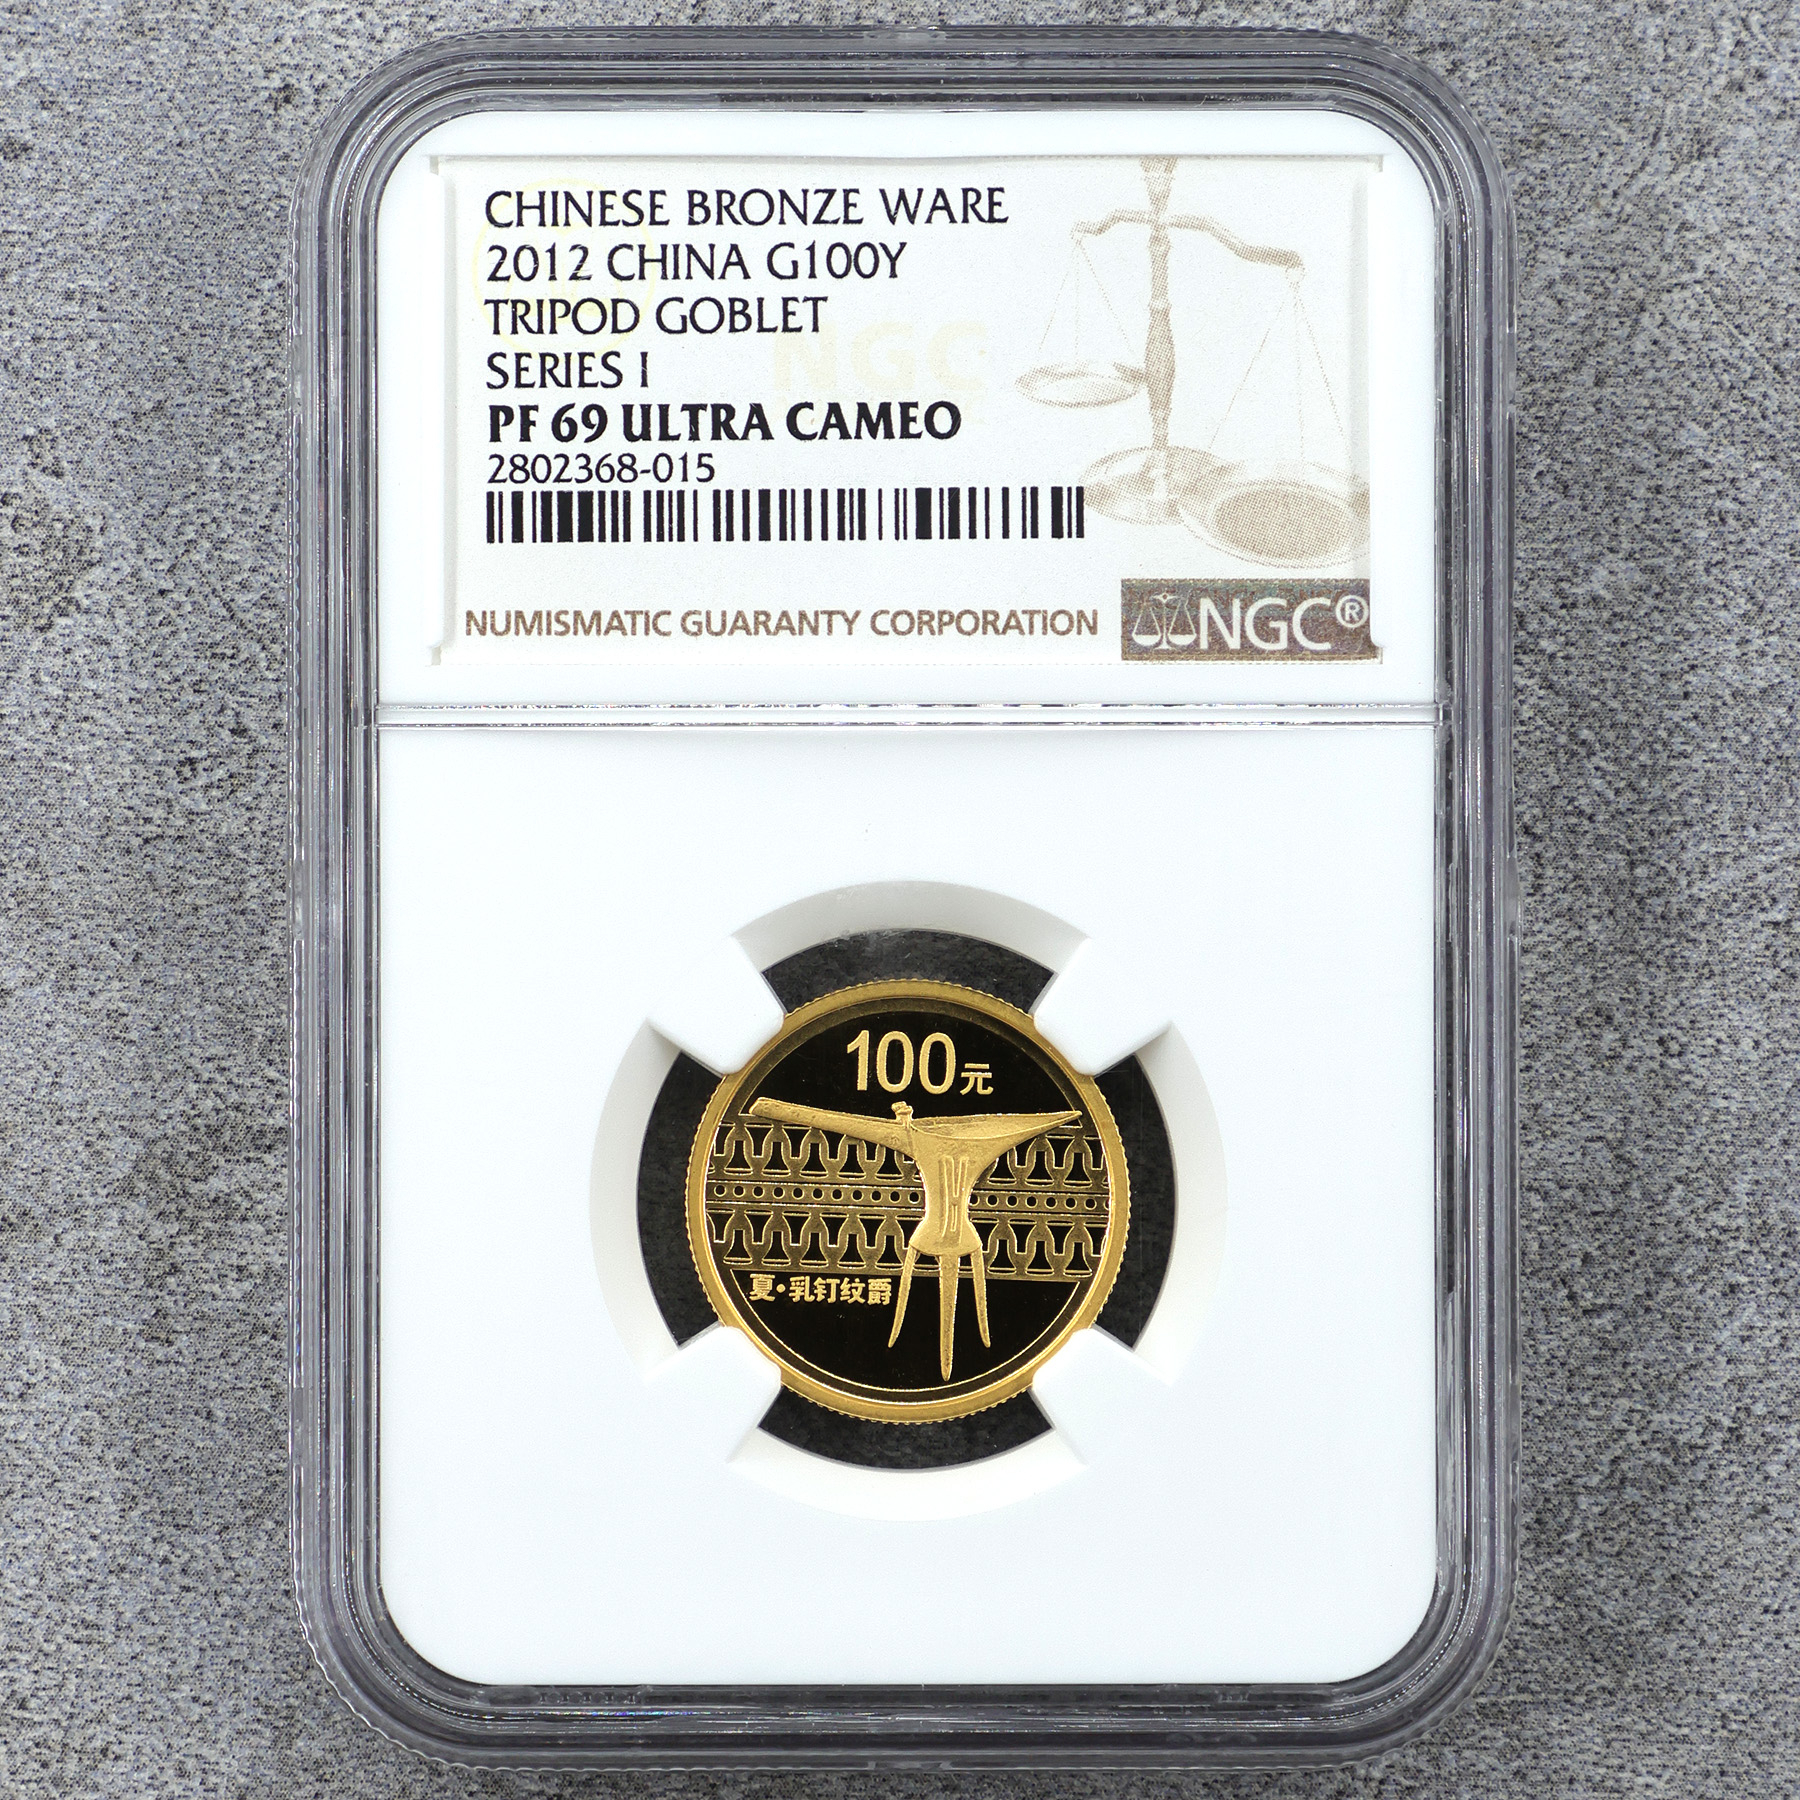 CHINESE BRONZE WARE
2012 CHINA G100Y
TRIPOD GOBLET
SERIES I
NGC
PF 69 ULTRA CAMEO
2802368-015
NUMISMATIC GUARANTY CORPORATION
NGC®
100元
夏·乳钉纹爵